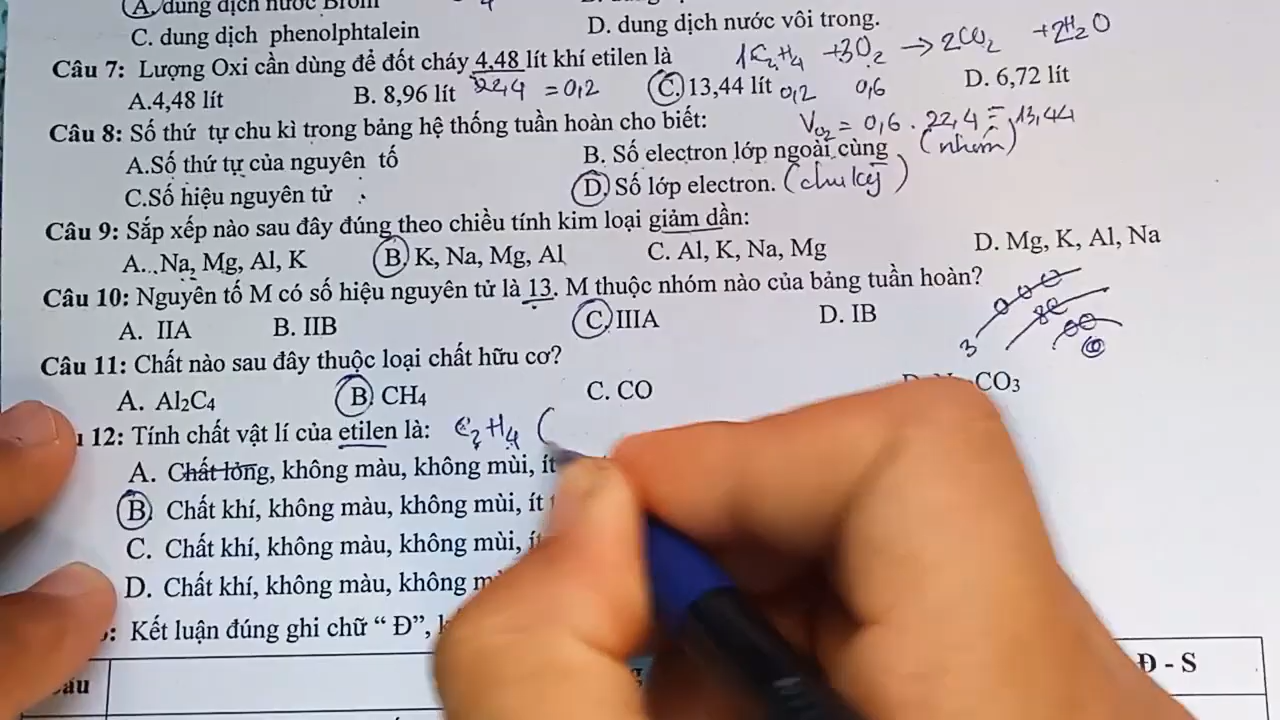 A. dung dịch nước Brom
C. dung dịch phenolphtalein D. dung dịch nước vôi trong.
Câu 7: Lượng Oxi cần dùng để đốt cháy 4,48 lít khí etilen là 1C2H4 +3O2 → 2CO2 +2H2O
22,4 = 0,2 0,2 0,6
A.4,48 lít B. 8,96 lít C. 13,44 lít D. 6,72 lít
Câu 8: Số thứ tự chu kì trong bảng hệ thống tuần hoàn cho biết: VO2 = 0,6 . 22,4 = 13,44
A.Số thứ tự của nguyên tố B. Số electron lớp ngoài cùng (nhóm)
C.Số hiệu nguyên tử D. Số lớp electron. (chu kỳ)
Câu 9: Sắp xếp nào sau đây đúng theo chiều tính kim loại giảm dần:
A. Na, Mg, Al, K B. K, Na, Mg, Al C. Al, K, Na, Mg D. Mg, K, Al, Na
Câu 10: Nguyên tố M có số hiệu nguyên tử là 13. M thuộc nhóm nào của bảng tuần hoàn?
A. IIA B. IIB C. IIIA D. IB
3
Câu 11: Chất nào sau đây thuộc loại chất hữu cơ?
A. Al2C4 B. CH4 C. CO CO3
12: Tính chất vật lí của etilen là: C2H4 (
A. Chất lỏng, không màu, không mùi, ít
B. Chất khí, không màu, không mùi, ít
C. Chất khí, không màu, không mùi,
D. Chất khí, không màu, không
: Kết luận đúng ghi chữ “ Đ”,
Đ - S